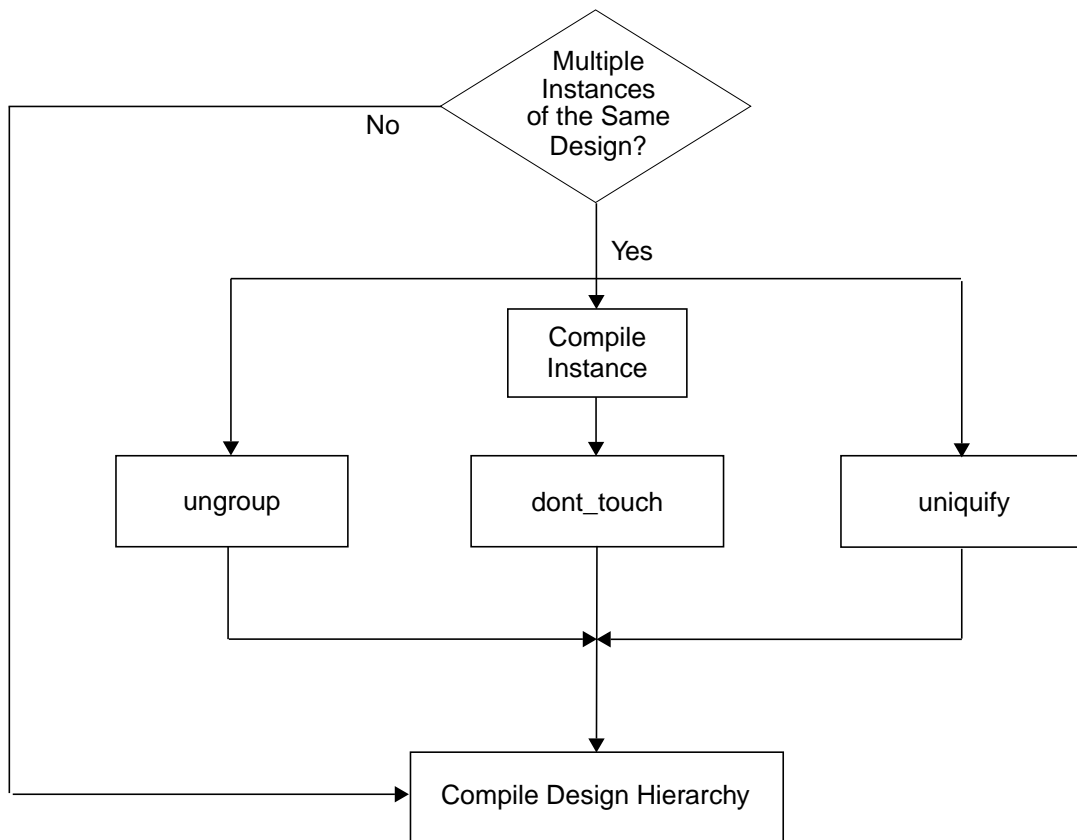 Multiple
Instances
of the Same
Design?
No
Yes
Compile
Instance
ungroup
dont_touch
uniquify
Compile Design Hierarchy